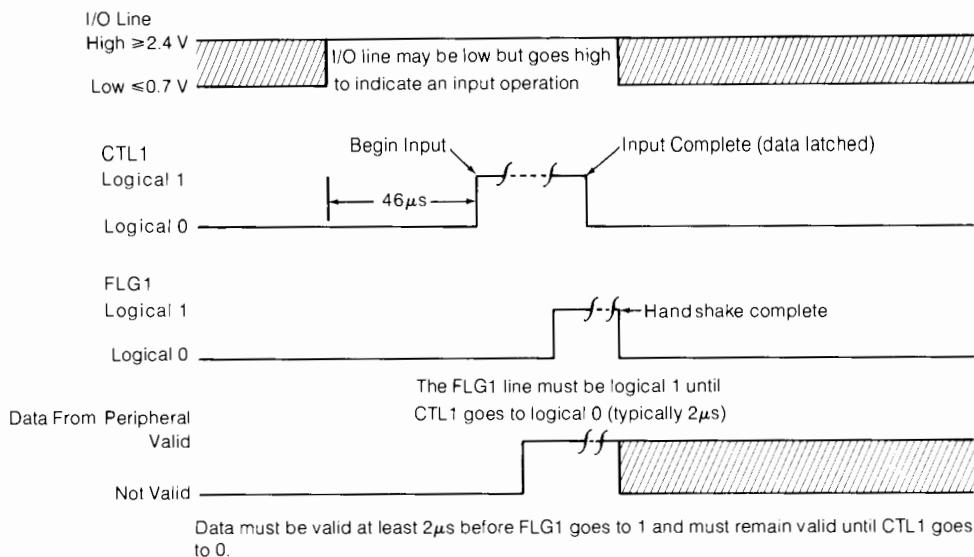 I/O Line
High ≥2.4 V
I/O line may be low but goes high
Low ≤0.7 V
to indicate an input operation
CTL1
Begin Input
Input Complete (data latched)
Logical 1
46μs
Logical 0
FLG1
Logical 1
Handshake complete
Logical 0
The FLG1 line must be logical 1 until
CTL1 goes to logical 0 (typically 2μs)
Data From Peripheral
Valid
Not Valid
Data must be valid at least 2μs before FLG1 goes to 1 and must remain valid until CTL1 goes
to 0.